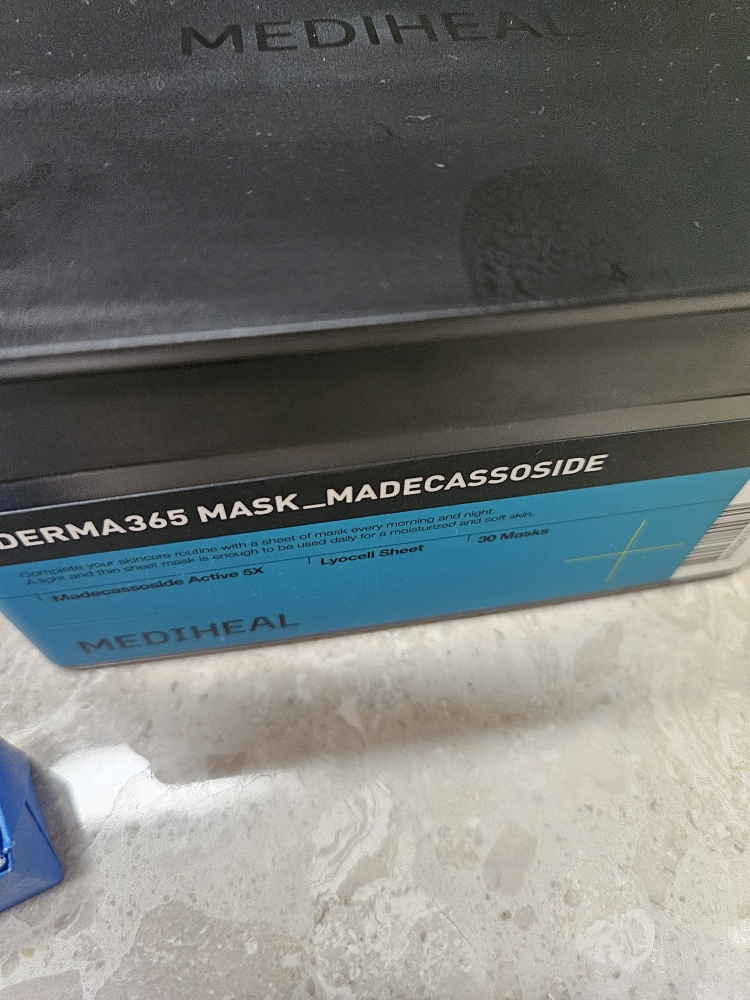 MEDIHEAL
DERMA365 MASK_MADECASSOSIDE
Complete your skincare routine with a sheet of mask every morning and night.
A light and thin sheet mask is enough to be used daily for a moisturized and soft skin.
Madecassoside Active 5X
Lyocell Sheet
30 Masks
MEDIHEAL